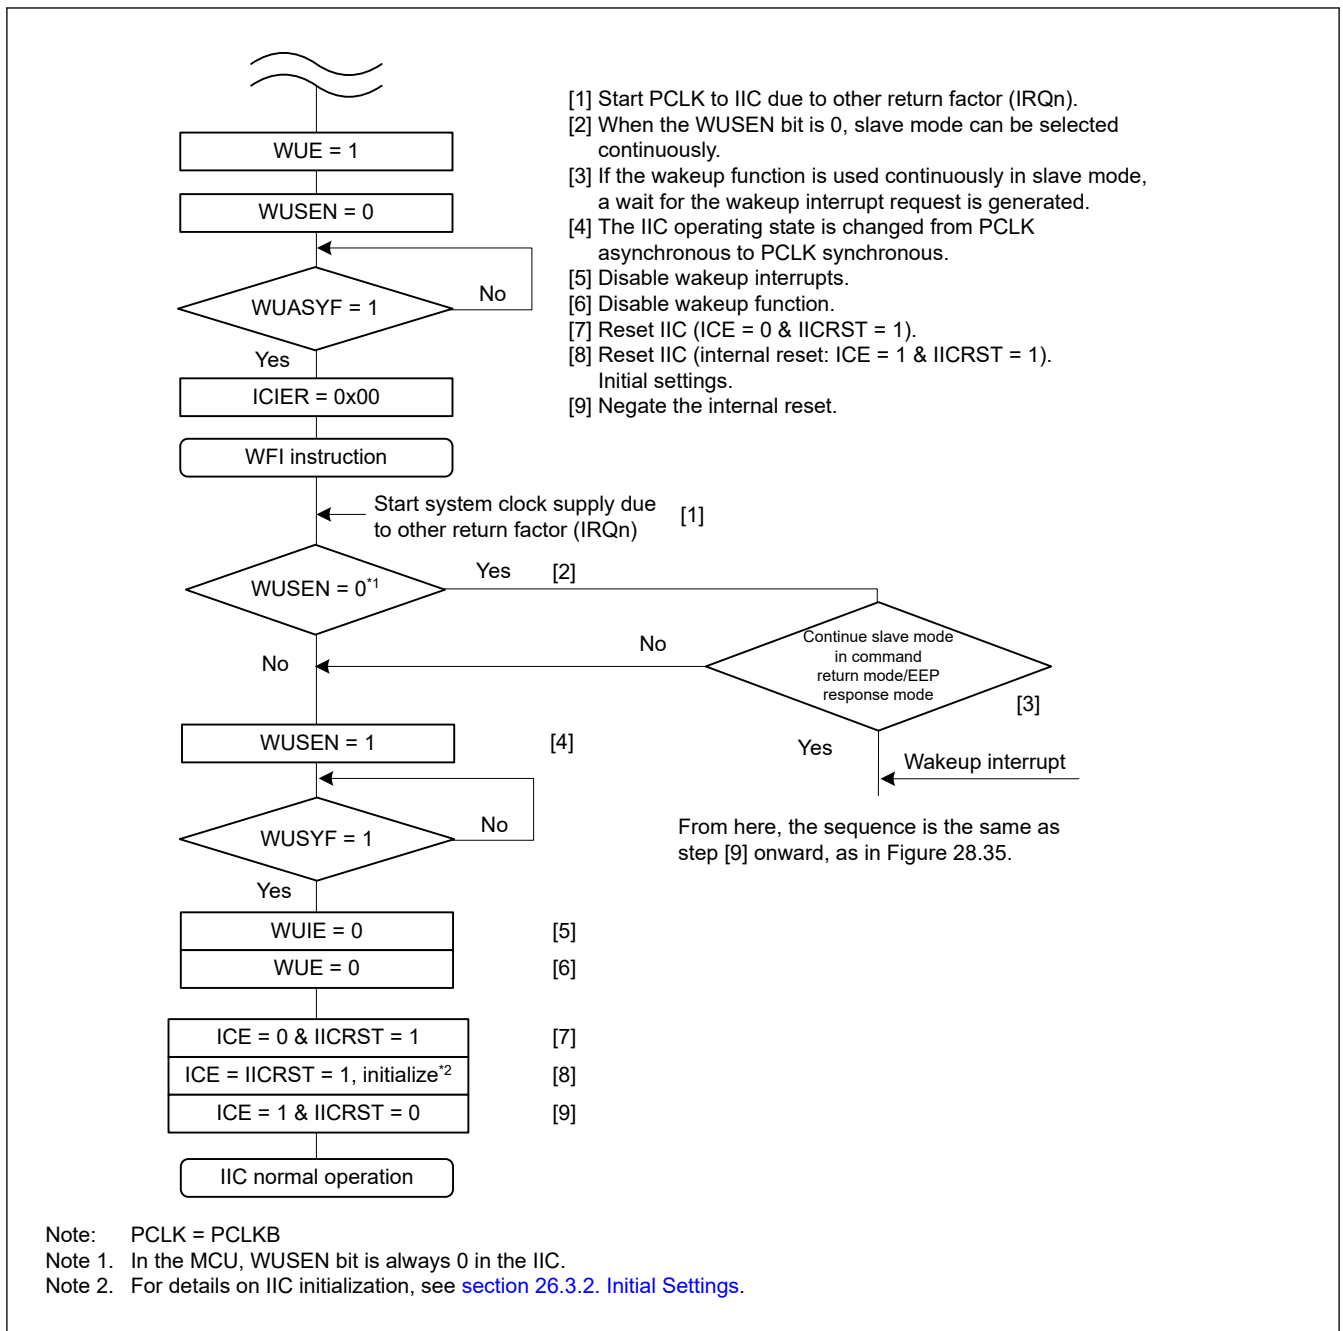 WUE = 1
WUSEN = 0
WUASYF = 1
No
Yes
ICIER = 0x00
WFI instruction
[1] Start PCLK to IIC due to other return factor (IRQn).
[2] When the WUSEN bit is 0, slave mode can be selected
continuously.
[3] If the wakeup function is used continuously in slave mode,
a wait for the wakeup interrupt request is generated.
[4] The IIC operating state is changed from PCLK
asynchronous to PCLK synchronous.
[5] Disable wakeup interrupts.
[6] Disable wakeup function.
[7] Reset IIC (ICE = 0 & IICRST = 1).
[8] Reset IIC (internal reset: ICE = 1 & IICRST = 1).
Initial settings.
[9] Negate the internal reset.
Start system clock supply due
to other return factor (IRQn)
[1]
WUSEN = 0*1
Yes [2]
No
No
Continue slave mode
in command
return mode/EEP
response mode
[3]
Yes
Wakeup interrupt
From here, the sequence is the same as
step [9] onward, as in Figure 28.35.
WUSEN = 1 [4]
WUSYF = 1
No
Yes
WUIE = 0 [5]
WUE = 0 [6]
ICE = 0 & IICRST = 1 [7]
ICE = IICRST = 1, initialize*2 [8]
ICE = 1 & IICRST = 0 [9]
IIC normal operation
Note: PCLK = PCLKB
Note 1. In the MCU, WUSEN bit is always 0 in the IIC.
Note 2. For details on IIC initialization, see section 26.3.2. Initial Settings.